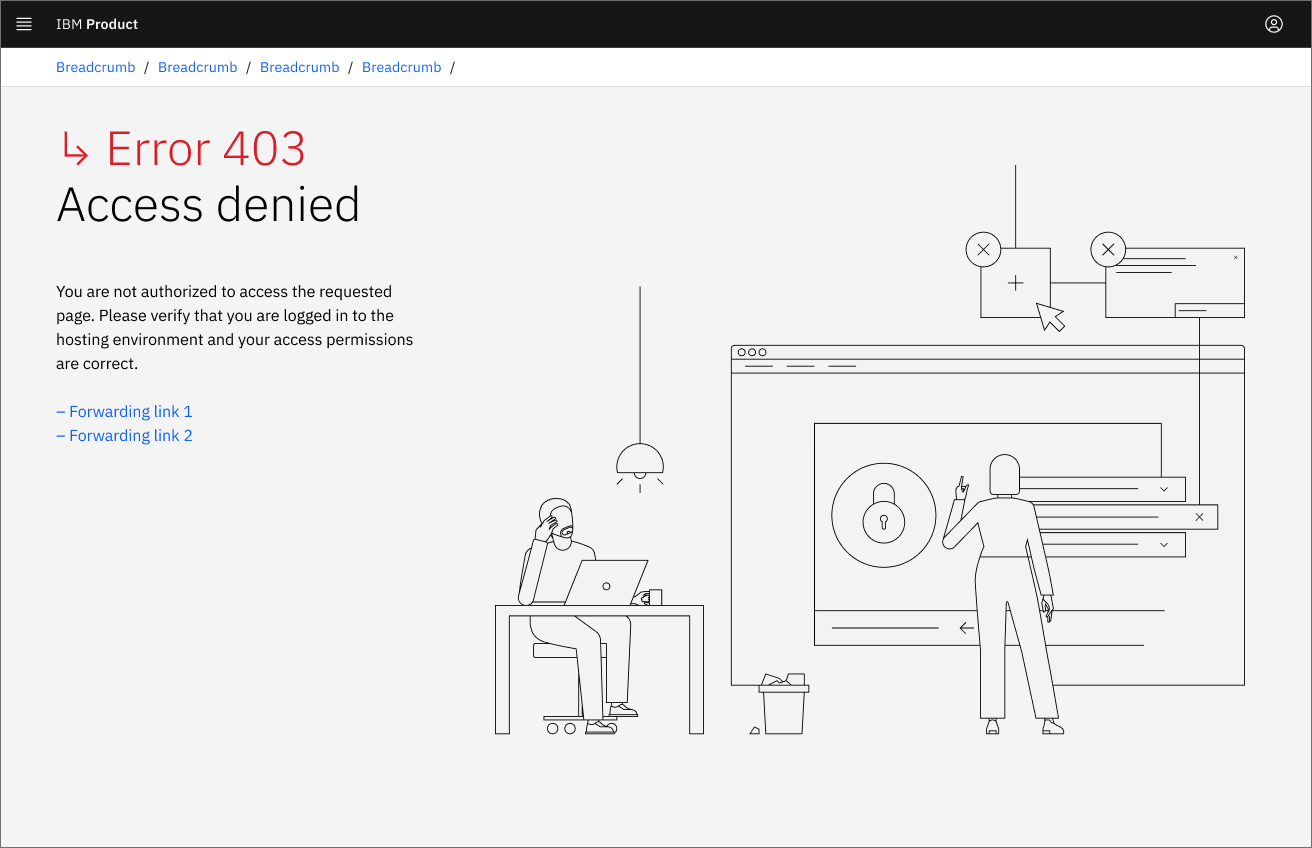 IBM Product
Breadcrumb / Breadcrumb / Breadcrumb / Breadcrumb /
↳ Error 403
Access denied
You are not authorized to access the requested
page. Please verify that you are logged in to the
hosting environment and your access permissions
are correct.
– Forwarding link 1
– Forwarding link 2